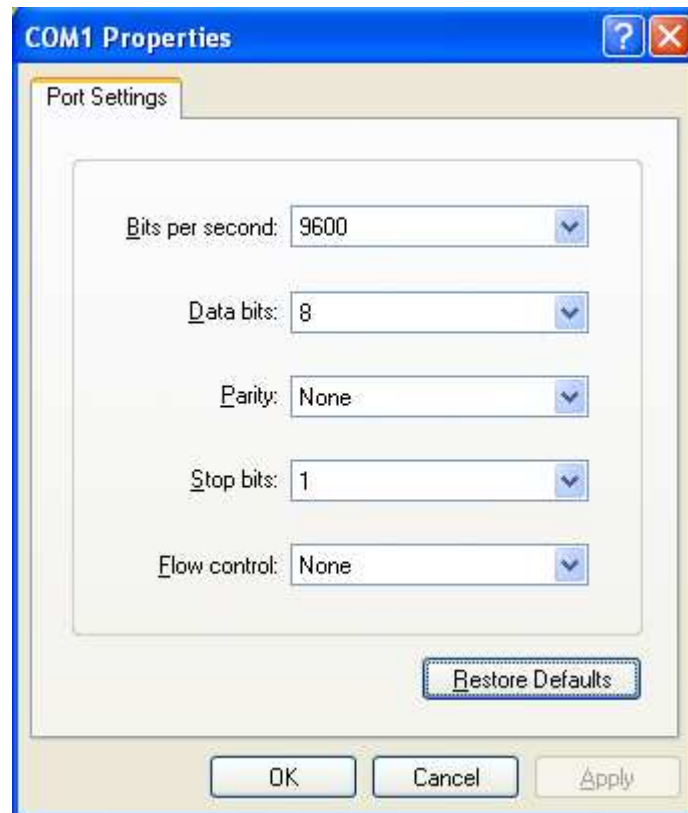 COM1 Properties
?
Port Settings
Bits per second: 9600
Data bits: 8
Parity: None
Stop bits: 1
Flow control: None
Restore Defaults
OK Cancel Apply